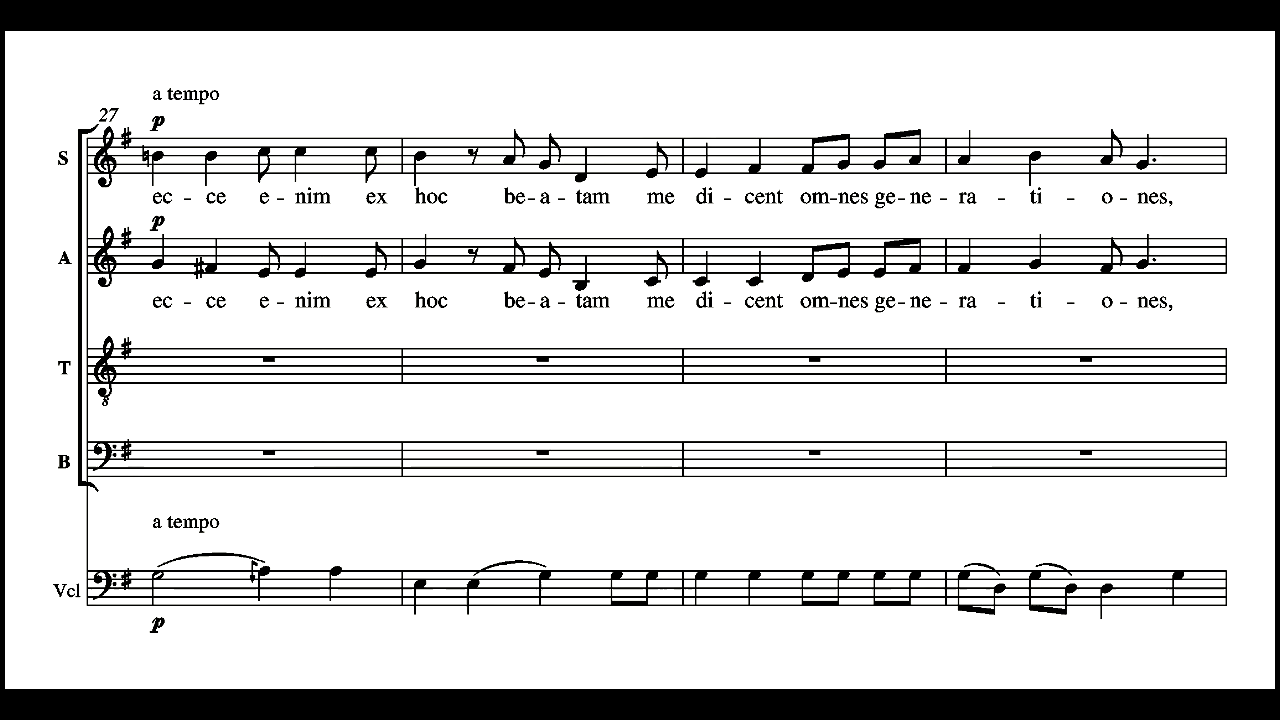 a tempo
27
p
S
ec - ce e - nim ex hoc be - a - tam me di - cent om - nes ge - ne - ra - ti - o - nes,
p
A
ec - ce e - nim ex hoc be - a - tam me di - cent om - nes ge - ne - ra - ti - o - nes,
T
8
B
a tempo
Vcl
p